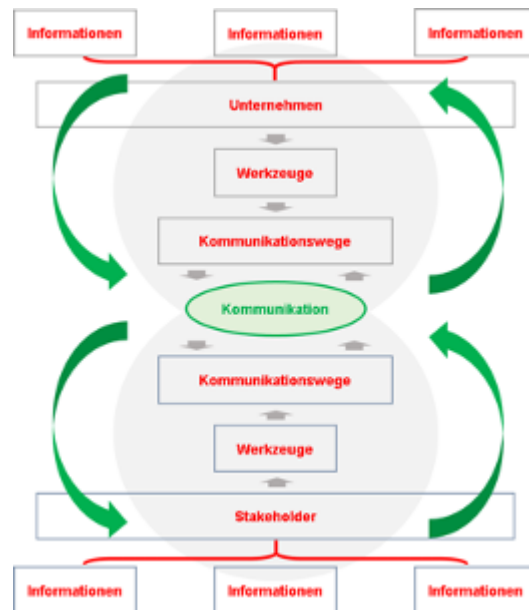 Informationen Informationen Informationen
Unternehmen
Werkzeuge
Kommunikationswege
Kommunikation
Kommunikationswege
Werkzeuge
Stakeholder
Informationen Informationen Informationen